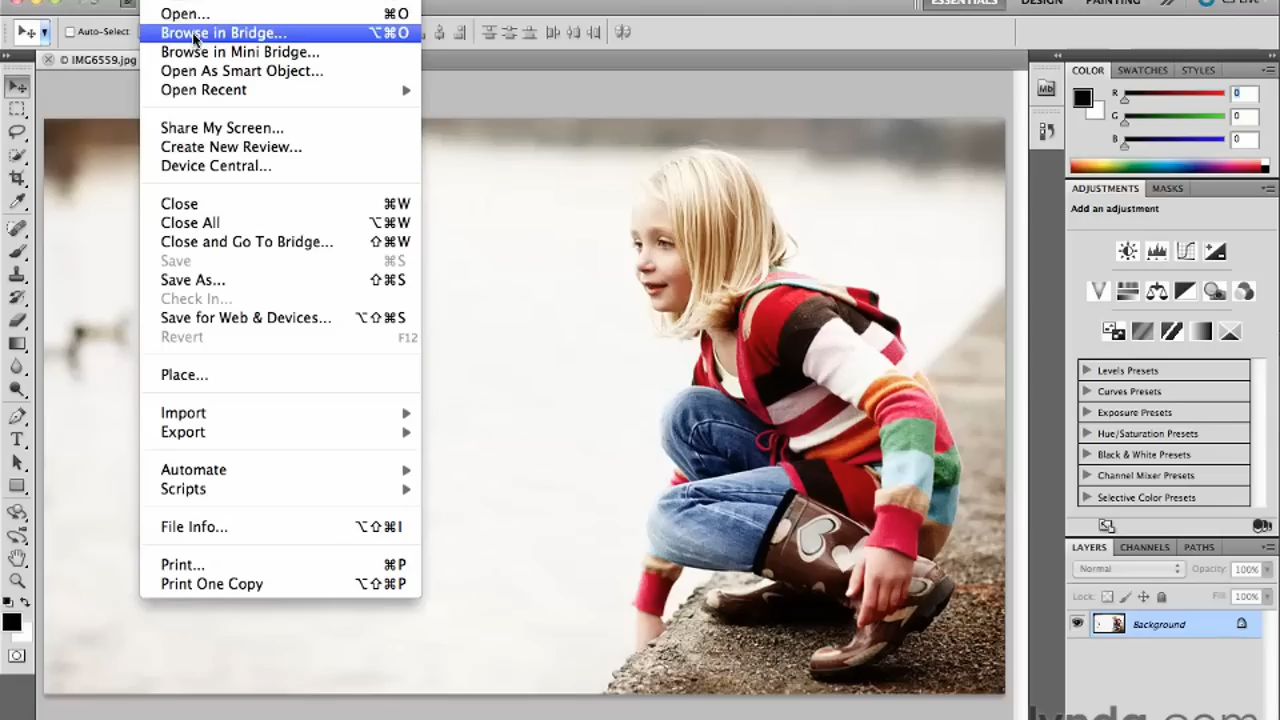 ESSENTIALS DESIGN PAINTING
Auto-Select
© IMG6559.jpg
Open... ⌘O
Browse in Bridge... ⌥⌘O
Browse in Mini Bridge...
Open As Smart Object...
Open Recent
Share My Screen...
Create New Review...
Device Central...
Close ⌘W
Close All ⌥⌘W
Close and Go To Bridge... ⇧⌘W
Save ⌘S
Save As... ⇧⌘S
Check In...
Save for Web & Devices... ⌥⇧⌘S
Revert F12
Place...
Import
Export
Automate
Scripts
File Info... ⌥⇧⌘I
Print... ⌘P
Print One Copy ⌥⇧⌘P
Mb
COLOR SWATCHES STYLES
R 0
G 0
B 0
ADJUSTMENTS MASKS
Add an adjustment
Levels Presets
Curves Presets
Exposure Presets
Hue/Saturation Presets
Black & White Presets
Channel Mixer Presets
Selective Color Presets
LAYERS CHANNELS PATHS
Normal Opacity: 100%
Lock: Fill: 100%
Background